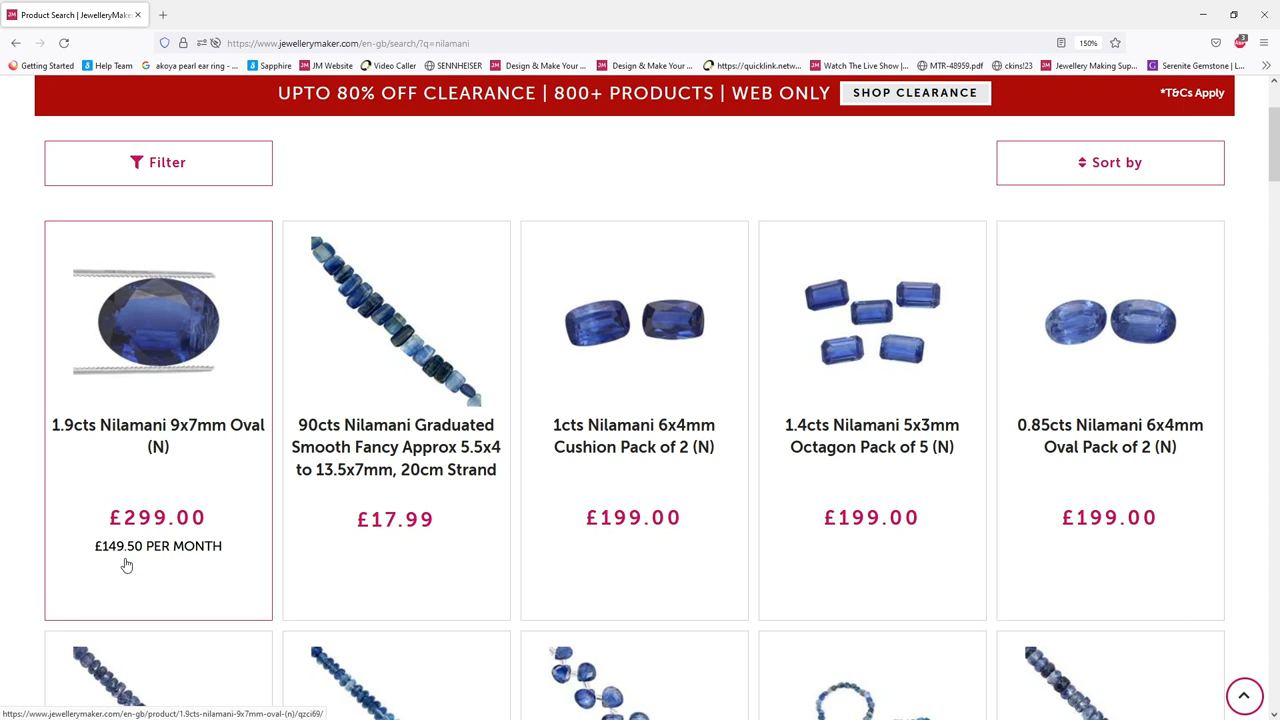 Product Search | JewelleryMake
https://www.jewellerymaker.com/en-gb/search/?q=nilamani
150%
3
Getting Started
Help Team
akoya pearl ear ring - ...
Sapphire
JM Website
Video Caller
SENNHEISER
Design & Make Your ...
Design & Make Your ...
https://quicklink.netw...
Watch The Live Show |...
MTR-48959.pdf
ckins!23
Jewellery Making Sup...
Serenite Gemstone | L...
UPTO 80% OFF CLEARANCE | 800+ PRODUCTS | WEB ONLY
SHOP CLEARANCE
*T&Cs Apply
Filter
Sort by
1.9cts Nilamani 9x7mm Oval
(N)
£299.00
£149.50 PER MONTH
90cts Nilamani Graduated
Smooth Fancy Approx 5.5x4
to 13.5x7mm, 20cm Strand
£17.99
1cts Nilamani 6x4mm
Cushion Pack of 2 (N)
£199.00
1.4cts Nilamani 5x3mm
Octagon Pack of 5 (N)
£199.00
0.85cts Nilamani 6x4mm
Oval Pack of 2 (N)
£199.00
https://www.jewellerymaker.com/en-gb/product/1.9cts-nilamani-9x7mm-oval-(n)/qzci69/